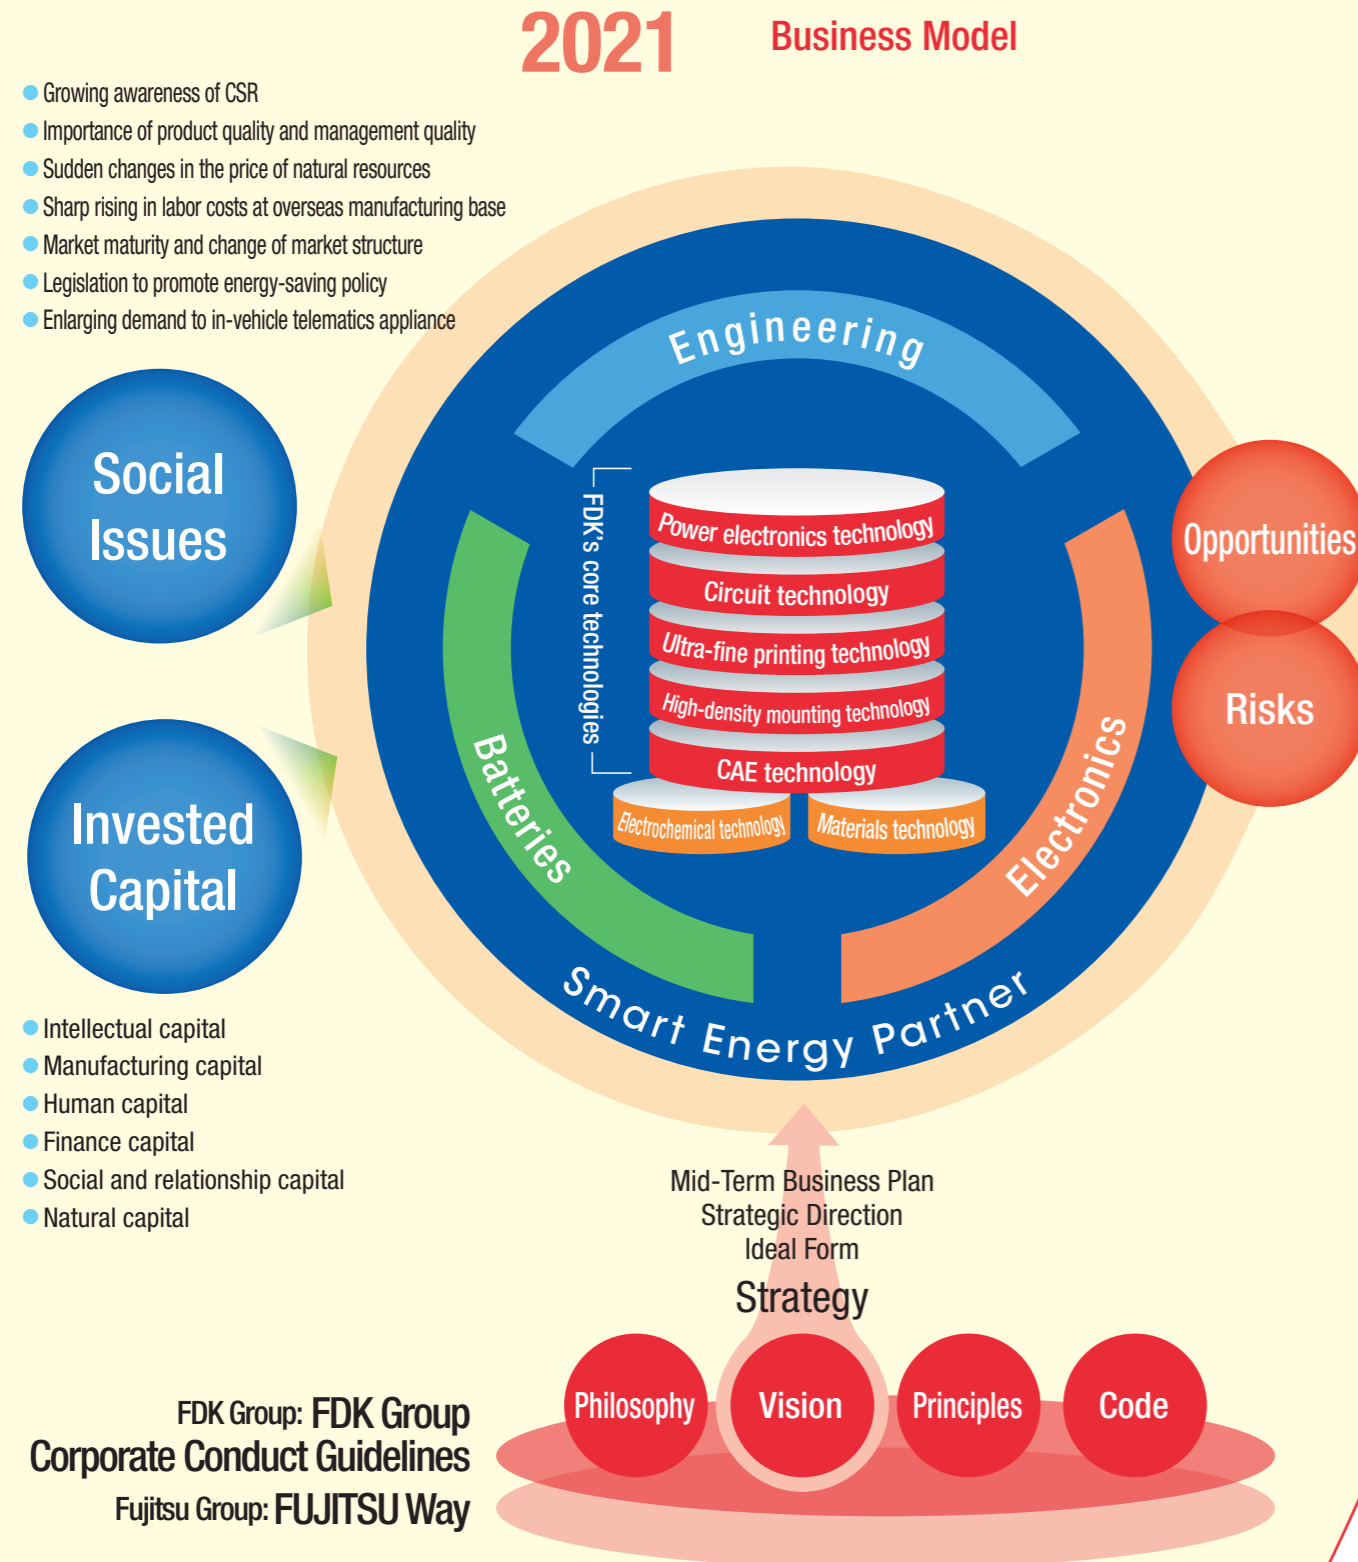 2021
Business Model
Growing awareness of CSR
Importance of product quality and management quality
Sudden changes in the price of natural resources
Sharp rising in labor costs at overseas manufacturing base
Market maturity and change of market structure
Legislation to promote energy-saving policy
Enlarging demand to in-vehicle telematics appliance
Social
Issues
Invested
Capital
Intellectual capital
Manufacturing capital
Human capital
Finance capital
Social and relationship capital
Natural capital
Engineering
Batteries
Electronics
FDK's core technologies
Power electronics technology
Circuit technology
Ultra-fine printing technology
High-density mounting technology
CAE technology
Electrochemical technology
Materials technology
Smart Energy Partner
Opportunities
Risks
Mid-Term Business Plan
Strategic Direction
Ideal Form
Strategy
Philosophy
Vision
Principles
Code
FDK Group: FDK Group
Corporate Conduct Guidelines
Fujitsu Group: FUJITSU Way